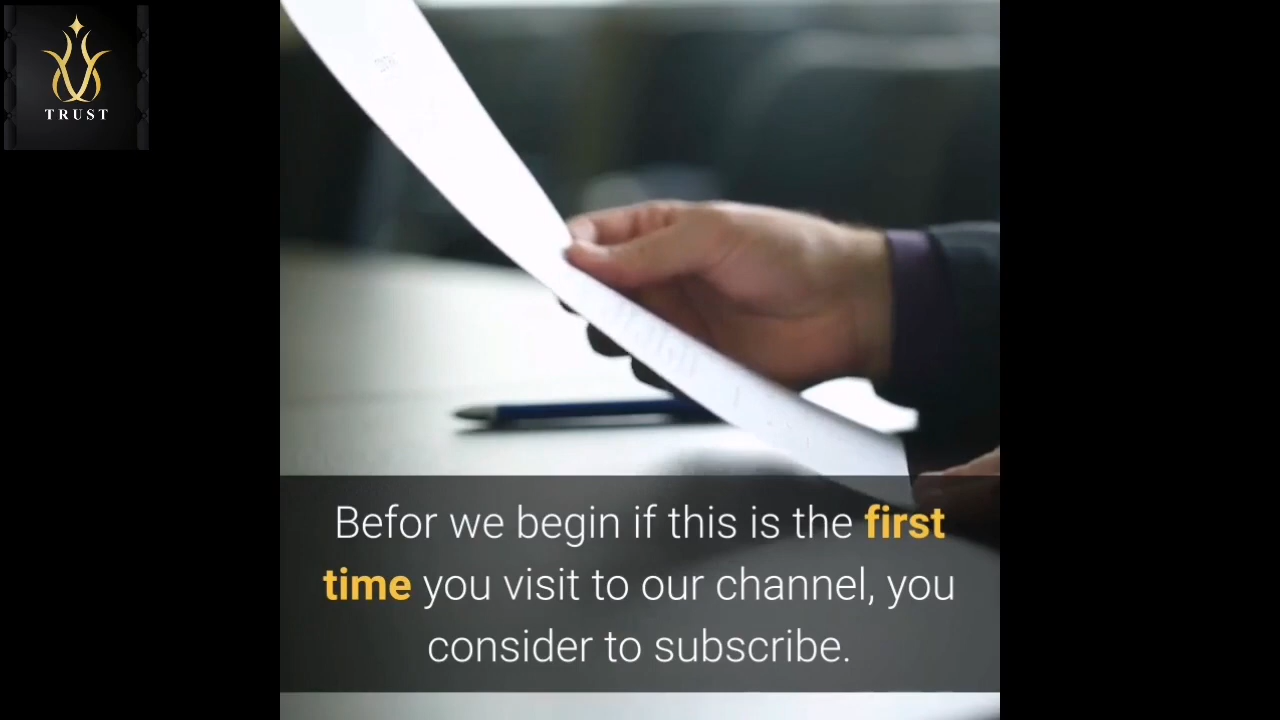 TRUST
Befor we begin if this is the first
time you visit to our channel, you
consider to subscribe.